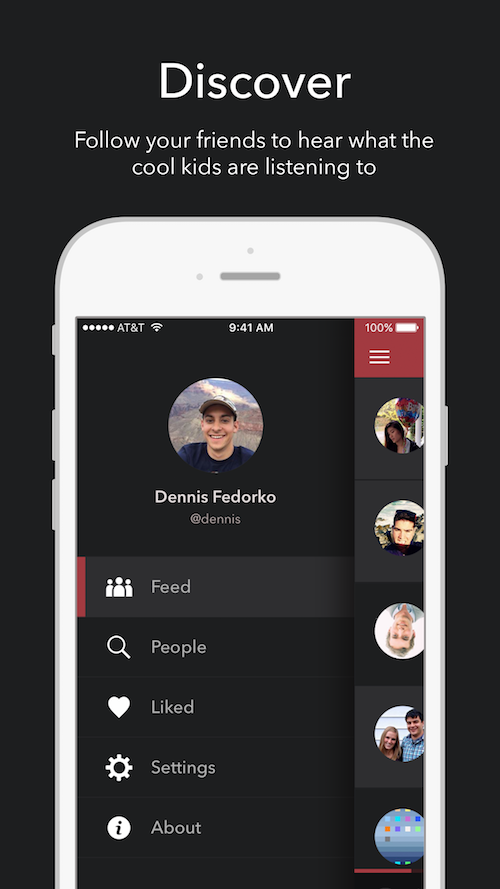 Discover
Follow your friends to hear what the
cool kids are listening to
AT&T 9:41 AM 100%
Dennis Fedorko
@dennis
Feed
People
Liked
Settings
About